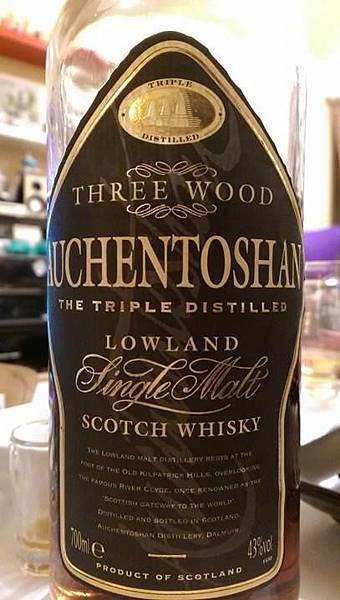 TRIPLE
DISTILLED
THREE WOOD
AUCHENTOSHAN
THE TRIPLE DISTILLED
LOWLAND
Single Malt
SCOTCH WHISKY
THE LOWLAND MALT DISTILLERY RESTS AT THE
FOOT OF THE OLD KILPATRICK HILLS, OVERLOOKING
THE FAMOUS RIVER CLYDE, ONCE RENOWNED AS THE
'SCOTTISH GATEWAY TO THE WORLD'.
DISTILLED AND BOTTLED IN SCOTLAND.
AUCHENTOSHAN DISTILLERY, DALMUIR.
700ml ℮
43%vol
PRODUCT OF SCOTLAND